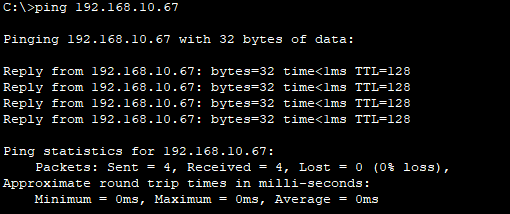 C:\>ping 192.168.10.67
Pinging 192.168.10.67 with 32 bytes of data:
Reply from 192.168.10.67: bytes=32 time<1ms TTL=128
Reply from 192.168.10.67: bytes=32 time<1ms TTL=128
Reply from 192.168.10.67: bytes=32 time<1ms TTL=128
Reply from 192.168.10.67: bytes=32 time<1ms TTL=128
Ping statistics for 192.168.10.67:
    Packets: Sent = 4, Received = 4, Lost = 0 (0% loss),
Approximate round trip times in milli-seconds:
    Minimum = 0ms, Maximum = 0ms, Average = 0ms